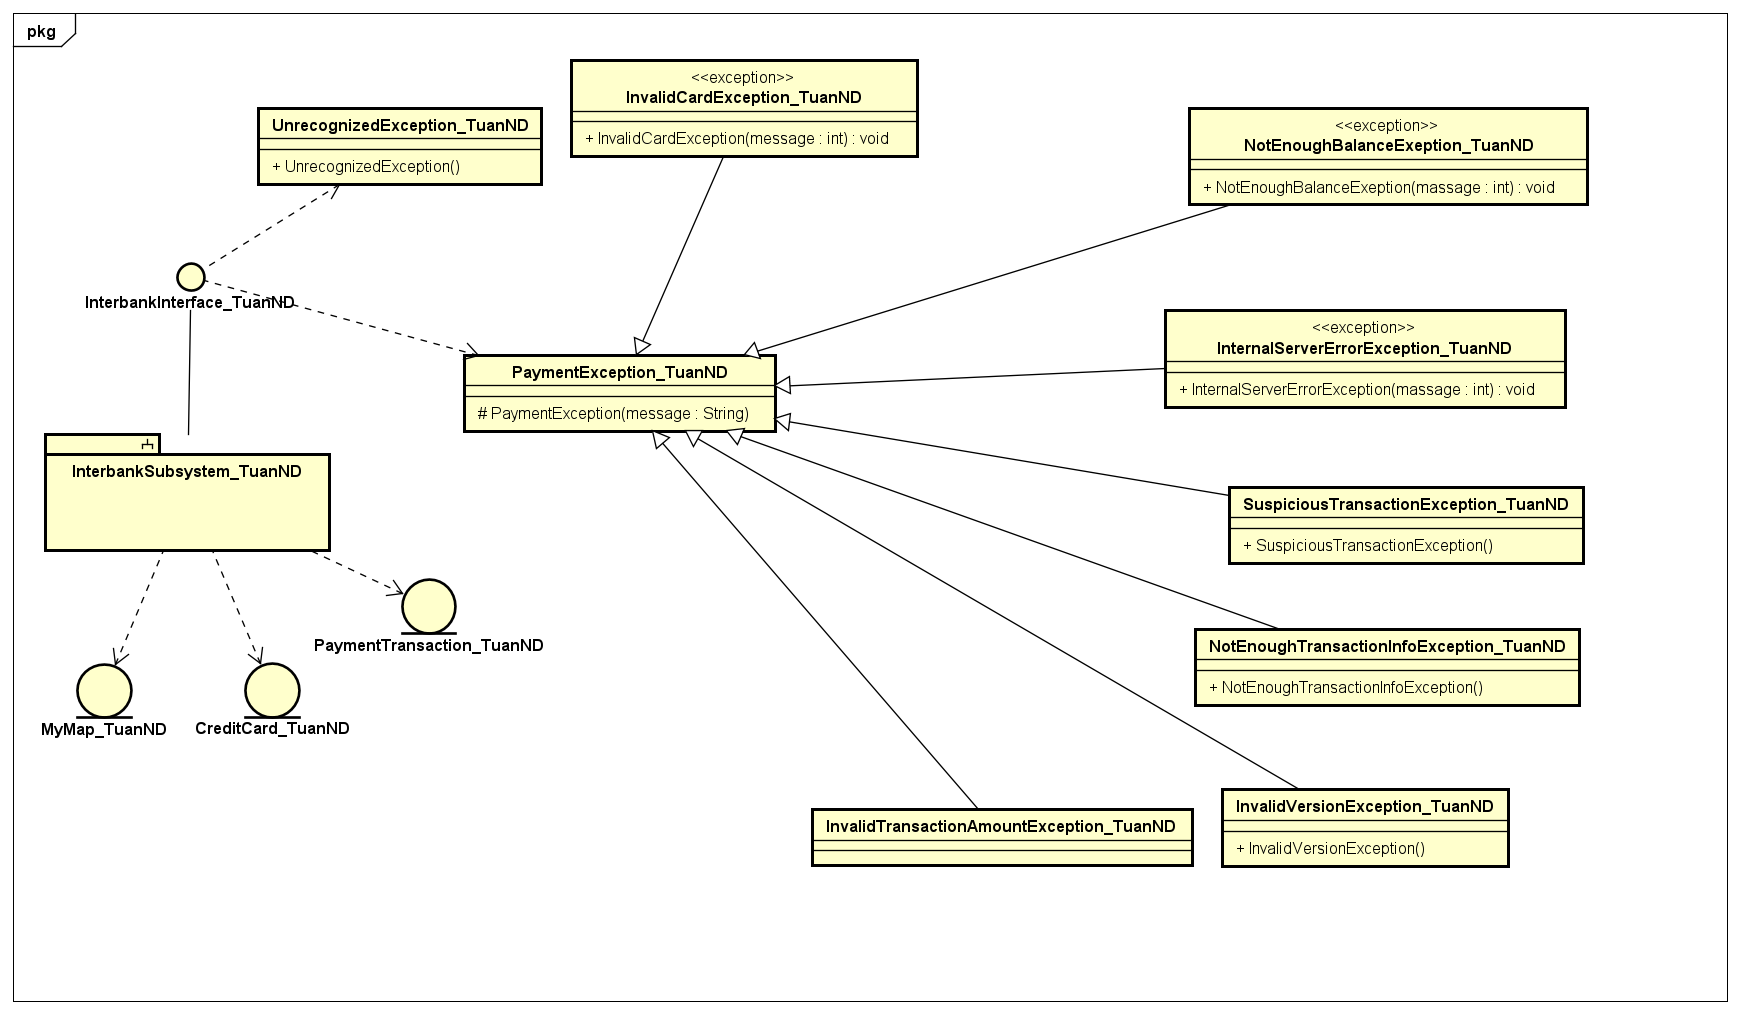 pkg
<<exception>>
InvalidCardException_TuanND
+ InvalidCardException(message : int) : void
UnrecognizedException_TuanND
+ UnrecognizedException()
<<exception>>
NotEnoughBalanceExeption_TuanND
+ NotEnoughBalanceExeption(massage : int) : void
InterbankInterface_TuanND
<<exception>>
InternalServerErrorException_TuanND
+ InternalServerErrorException(massage : int) : void
PaymentException_TuanND
# PaymentException(message : String)
InterbankSubsystem_TuanND
SuspiciousTransactionException_TuanND
+ SuspiciousTransactionException()
PaymentTransaction_TuanND
NotEnoughTransactionInfoException_TuanND
+ NotEnoughTransactionInfoException()
MyMap_TuanND
CreditCard_TuanND
InvalidTransactionAmountException_TuanND
InvalidVersionException_TuanND
+ InvalidVersionException()